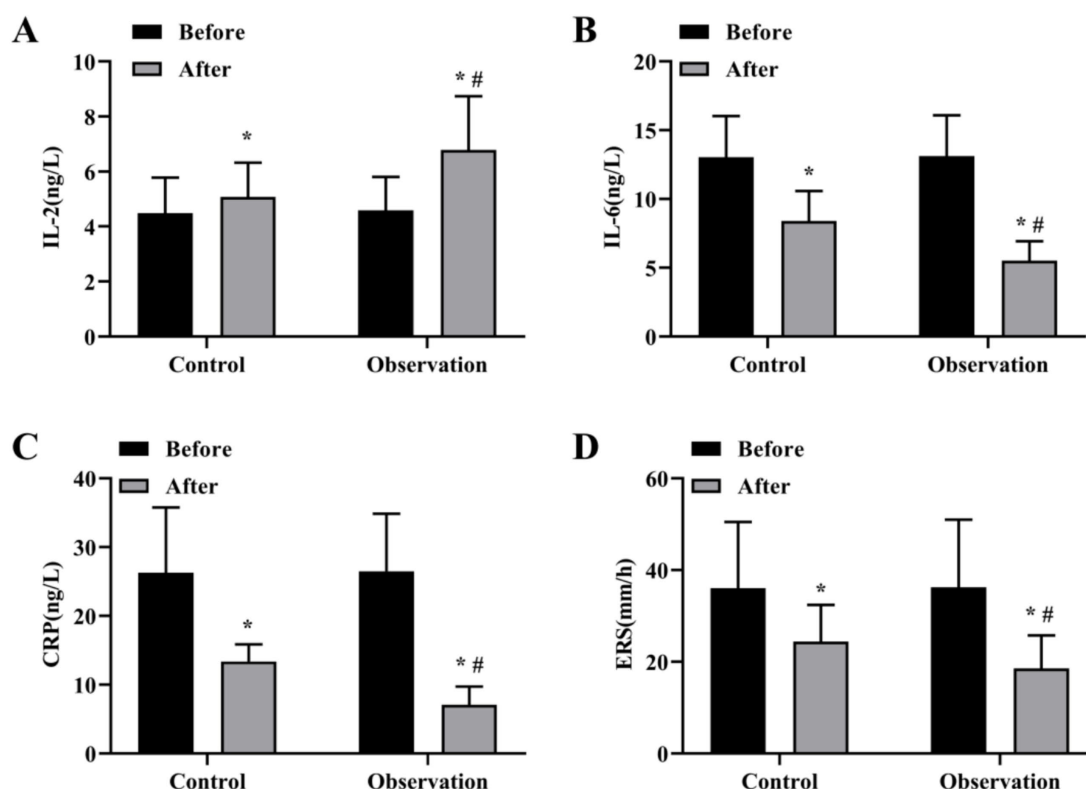 A
Before
After
IL-2(ng/L)
10
8
6
4
2
0
*
* #
Control
Observation
B
Before
After
IL-6(ng/L)
20
15
10
5
0
*
* #
Control
Observation
C
Before
After
CRP(ng/L)
40
30
20
10
0
*
* #
Control
Observation
D
Before
After
ERS(mm/h)
60
40
20
0
*
* #
Control
Observation